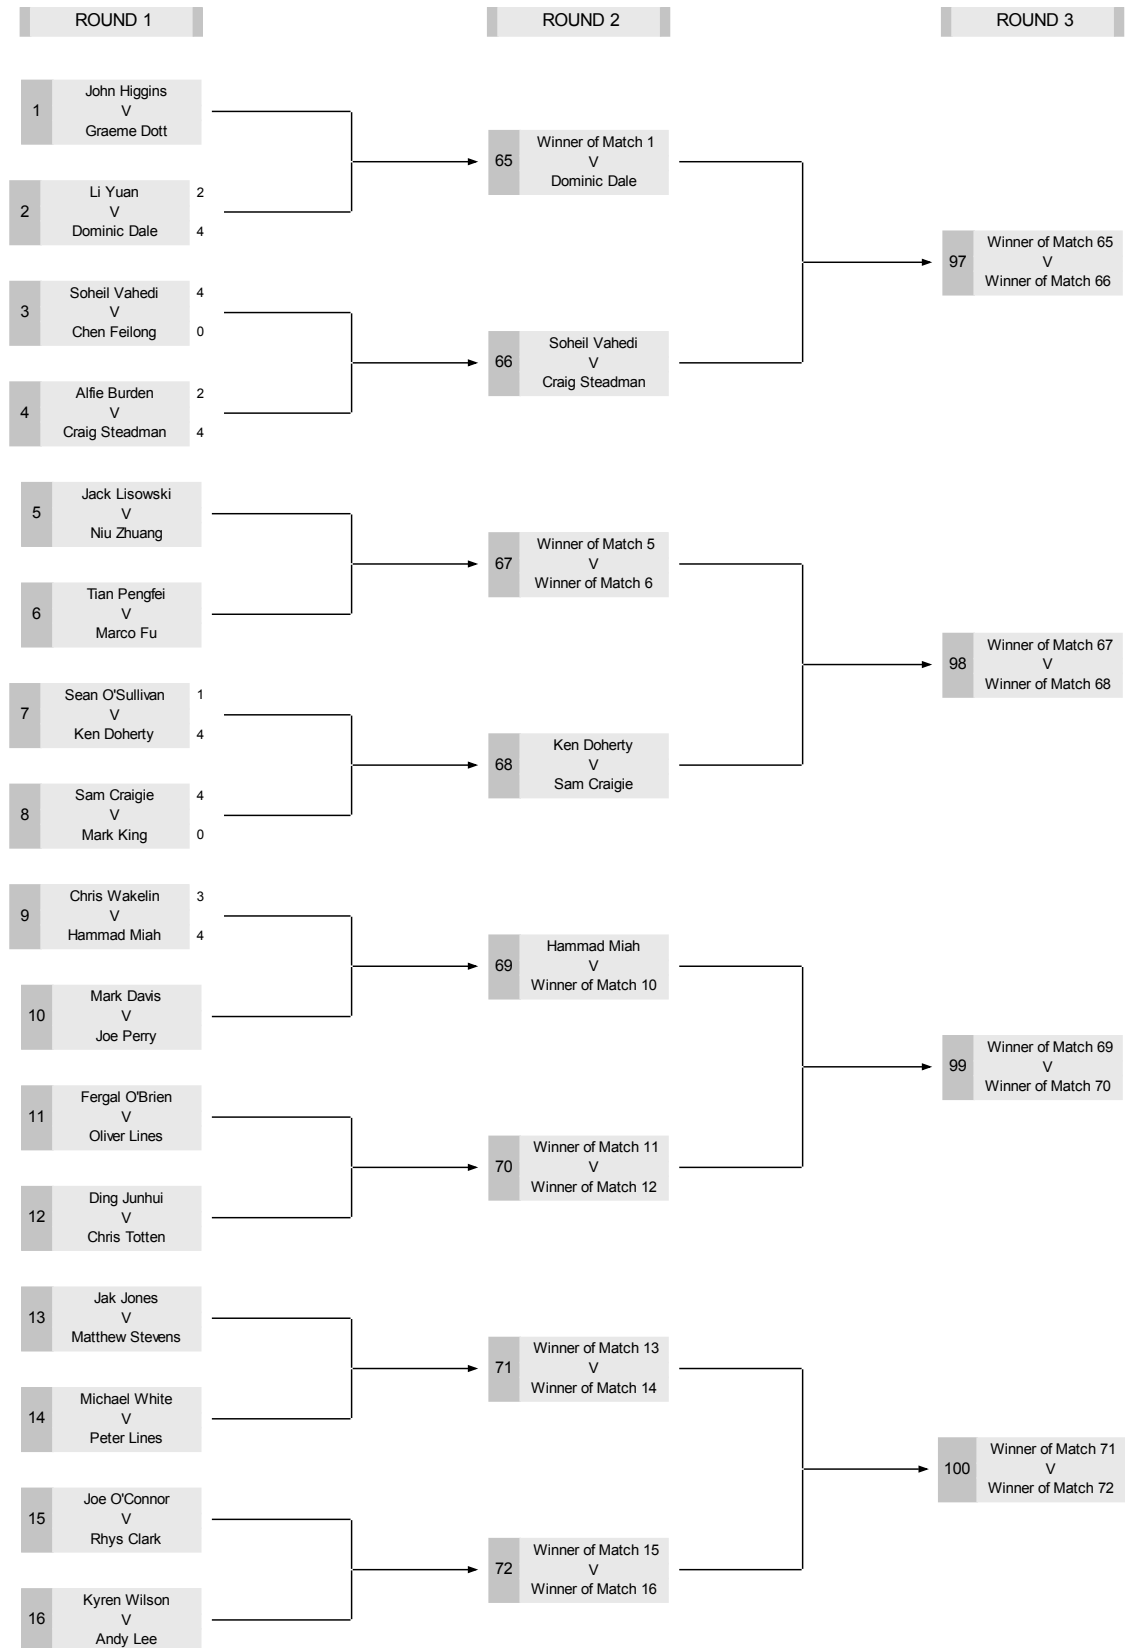 ROUND 1
ROUND 2
ROUND 3
1
John Higgins
V
Graeme Dott
2
Li Yuan 2
V
Dominic Dale 4
3
Soheil Vahedi 4
V
Chen Feilong 0
4
Alfie Burden 2
V
Craig Steadman 4
5
Jack Lisowski
V
Niu Zhuang
6
Tian Pengfei
V
Marco Fu
7
Sean O'Sullivan 1
V
Ken Doherty 4
8
Sam Craigie 4
V
Mark King 0
9
Chris Wakelin 3
V
Hammad Miah 4
10
Mark Davis
V
Joe Perry
11
Fergal O'Brien
V
Oliver Lines
12
Ding Junhui
V
Chris Totten
13
Jak Jones
V
Matthew Stevens
14
Michael White
V
Peter Lines
15
Joe O'Connor
V
Rhys Clark
16
Kyren Wilson
V
Andy Lee
65
Winner of Match 1
V
Dominic Dale
66
Soheil Vahedi
V
Craig Steadman
67
Winner of Match 5
V
Winner of Match 6
68
Ken Doherty
V
Sam Craigie
69
Hammad Miah
V
Winner of Match 10
70
Winner of Match 11
V
Winner of Match 12
71
Winner of Match 13
V
Winner of Match 14
72
Winner of Match 15
V
Winner of Match 16
97
Winner of Match 65
V
Winner of Match 66
98
Winner of Match 67
V
Winner of Match 68
99
Winner of Match 69
V
Winner of Match 70
100
Winner of Match 71
V
Winner of Match 72